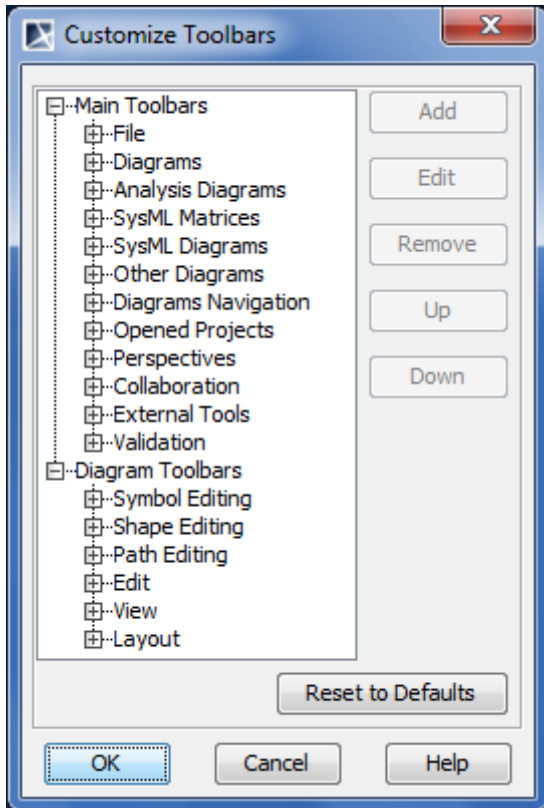 Customize Toolbars
Main Toolbars
File
Diagrams
Analysis Diagrams
SysML Matrices
SysML Diagrams
Other Diagrams
Diagrams Navigation
Opened Projects
Perspectives
Collaboration
External Tools
Validation
Diagram Toolbars
Symbol Editing
Shape Editing
Path Editing
Edit
View
Layout
Add
Edit
Remove
Up
Down
Reset to Defaults
OK
Cancel
Help